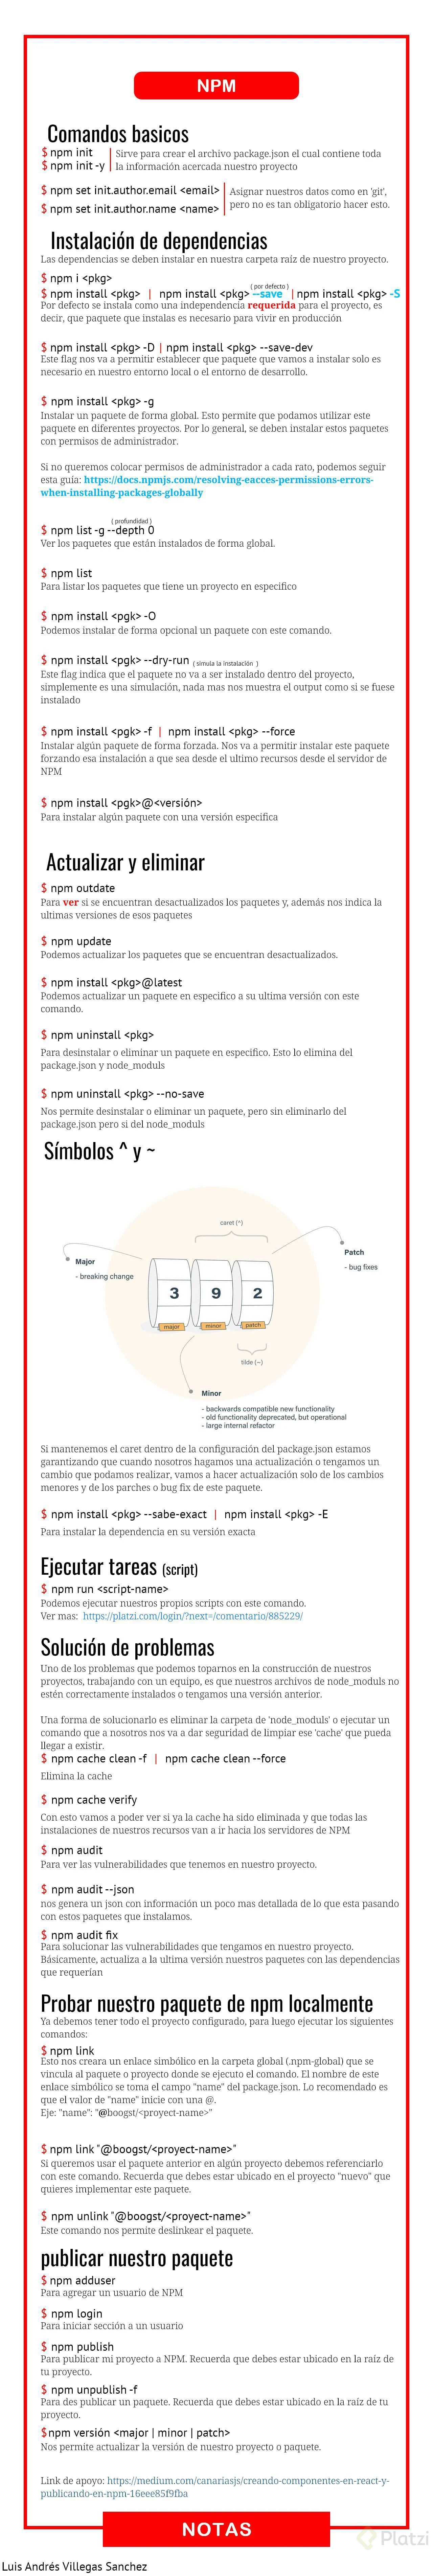 NPM
Comandos basicos
$ npm init
$ npm init -y
Sirve para crear el archivo package.json el cual contiene toda
la información acercada nuestro proyecto
$ npm set init.author.email <email>
$ npm set init.author.name <name>
Asignar nuestros datos como en 'git',
pero no es tan obligatorio hacer esto.
Instalación de dependencias
Las dependencias se deben instalar en nuestra carpeta raíz de nuestro proyecto.
$ npm i <pkg>
( por defecto )
$ npm install <pkg> | npm install <pkg> --save | npm install <pkg> -S
Por defecto se instala como una independencia requerida para el proyecto, es
decir, que paquete que instalas es necesario para vivir en producción
$ npm install <pkg> -D | npm install <pkg> --save-dev
Este flag nos va a permitir establecer que paquete que vamos a instalar solo es
necesario en nuestro entorno local o el entorno de desarrollo.
$ npm install <pkg> -g
Instalar un paquete de forma global. Esto permite que podamos utilizar este
paquete en diferentes proyectos. Por lo general, se deben instalar estos paquetes
con permisos de administrador.
Si no queremos colocar permisos de administrador a cada rato, podemos seguir
esta guía: https://docs.npmjs.com/resolving-eacces-permissions-errors-
when-installing-packages-globally
( profundidad )
$ npm list -g --depth 0
Ver los paquetes que están instalados de forma global.
$ npm list
Para listar los paquetes que tiene un proyecto en especifico
$ npm install <pgk> -O
Podemos instalar de forma opcional un paquete con este comando.
$ npm install <pgk> --dry-run ( simula la instalación )
Este flag indica que el paquete no va a ser instalado dentro del proyecto,
simplemente es una simulación, nada mas nos muestra el output como si se fuese
instalado
$ npm install <pgk> -f | npm install <pgk> --force
Instalar algún paquete de forma forzada. Nos va a permitir instalar este paquete
forzando esa instalación a que sea desde el ultimo recursos desde el servidor de
NPM
$ npm install <pgk>@<versión>
Para instalar algún paquete con una versión especifica
Actualizar y eliminar
$ npm outdate
Para ver si se encuentran desactualizados los paquetes y, además nos indica la
ultimas versiones de esos paquetes
$ npm update
Podemos actualizar los paquetes que se encuentran desactualizados.
$ npm install <pkg>@latest
Podemos actualizar un paquete en especifico a su ultima versión con este
comando.
$ npm uninstall <pkg>
Para desinstalar o eliminar un paquete en especifico. Esto lo elimina del
package.json y node_moduls
$ npm uninstall <pkg> --no-save
Nos permite desinstalar o eliminar un paquete, pero sin eliminarlo del
package.json pero si del node_moduls
Símbolos ^ y ~
caret (^)
Major
- breaking change
Patch
- bug fixes
3 9 2
major minor patch
tilde (~)
Minor
- backwards compatible new functionality
- old functionality deprecated, but operational
- large internal refactor
Si mantenemos el caret dentro de la configuración del package.json estamos
garantizando que cuando nosotros hagamos una actualización o tengamos un
cambio que podamos realizar, vamos a hacer actualización solo de los cambios
menores y de los parches o bug fix de este paquete.
$ npm install <pkg> --sabe-exact | npm install <pkg> -E
Para instalar la dependencia en su versión exacta
Ejecutar tareas (script)
$ npm run <script-name>
Podemos ejecutar nuestros propios scripts con este comando.
Ver mas: https://platzi.com/login/?next=/comentario/885229/
Solución de problemas
Uno de los problemas que podemos toparnos en la construcción de nuestros
proyectos, trabajando con un equipo, es que nuestros archivos de node_moduls no
estén correctamente instalados o tengamos una versión anterior.
Una forma de solucionarlo es eliminar la carpeta de 'node_moduls' o ejecutar un
comando que a nosotros nos va a dar seguridad de limpiar ese 'cache' que pueda
llegar a existir.
$ npm cache clean -f | npm cache clean --force
Elimina la cache
$ npm cache verify
Con esto vamos a poder ver si ya la cache ha sido eliminada y que todas las
instalaciones de nuestros recursos van a ir hacia los servidores de NPM
$ npm audit
Para ver las vulnerabilidades que tenemos en nuestro proyecto.
$ npm audit --json
nos genera un json con información un poco mas detallada de lo que esta pasando
con estos paquetes que instalamos.
$ npm audit fix
Para solucionar las vulnerabilidades que tengamos en nuestro proyecto.
Básicamente, actualiza a la ultima versión nuestros paquetes con las dependencias
que requerían
Probar nuestro paquete de npm localmente
Ya debemos tener todo el proyecto configurado, para luego ejecutar los siguientes
comandos:
$ npm link
Esto nos creara un enlace simbólico en la carpeta global (.npm-global) que se
vincula al paquete o proyecto donde se ejecuto el comando. El nombre de este
enlace simbólico se toma el campo "name" del package.json. Lo recomendado es
que el valor de "name" inicie con una @.
Eje: "name": "@boogst/<proyect-name>"
$ npm link "@boogst/<proyect-name>"
Si queremos usar el paquete anterior en algún proyecto debemos referenciarlo
con este comando. Recuerda que debes estar ubicado en el proyecto "nuevo" que
quieres implementar este paquete.
$ npm unlink "@boogst/<proyect-name>"
Este comando nos permite deslinkear el paquete.
publicar nuestro paquete
$ npm adduser
Para agregar un usuario de NPM
$ npm login
Para iniciar sección a un usuario
$ npm publish
Para publicar mi proyecto a NPM. Recuerda que debes estar ubicado en la raíz de
tu proyecto.
$ npm unpublish -f
Para des publicar un paquete. Recuerda que debes estar ubicado en la raíz de tu
proyecto.
$npm versión <major | minor | patch>
Nos permite actualizar la versión de nuestro proyecto o paquete.
Link de apoyo: https://medium.com/canariasjs/creando-componentes-en-react-y-
publicando-en-npm-16eee85f9fba
NOTAS
Platzi
Luis Andrés Villegas Sanchez